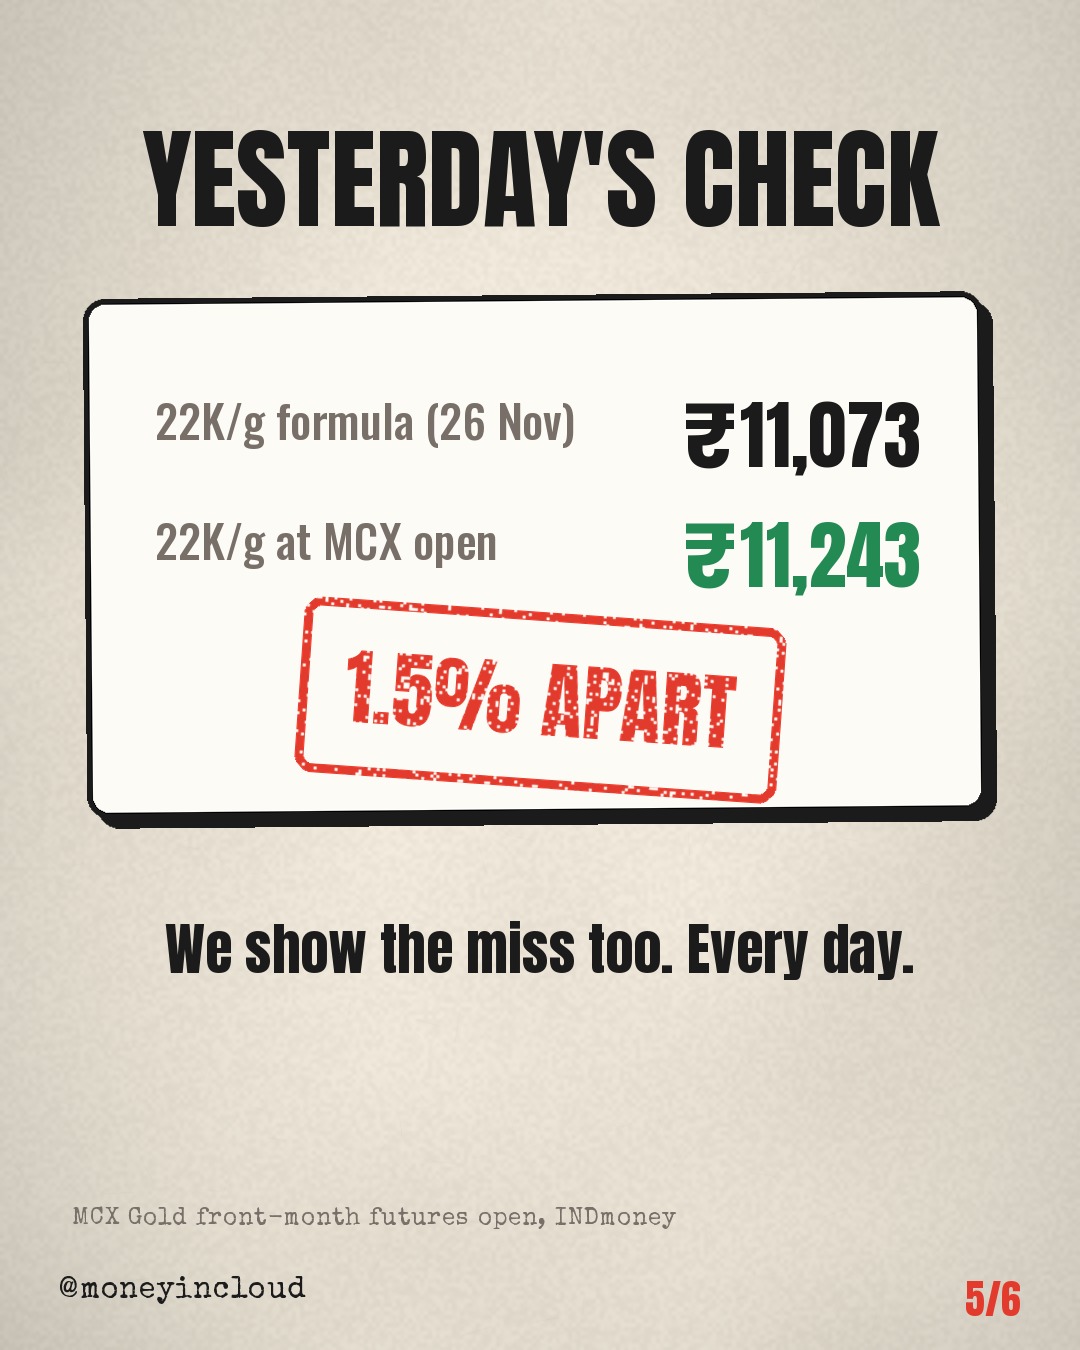 YESTERDAY'S CHECK
22K/g formula (26 Nov) ₹11,073
22K/g at MCX open ₹11,243
1.5% APART
We show the miss too. Every day.
MCX Gold front-month futures open, INDmoney
@moneyincloud
5/6